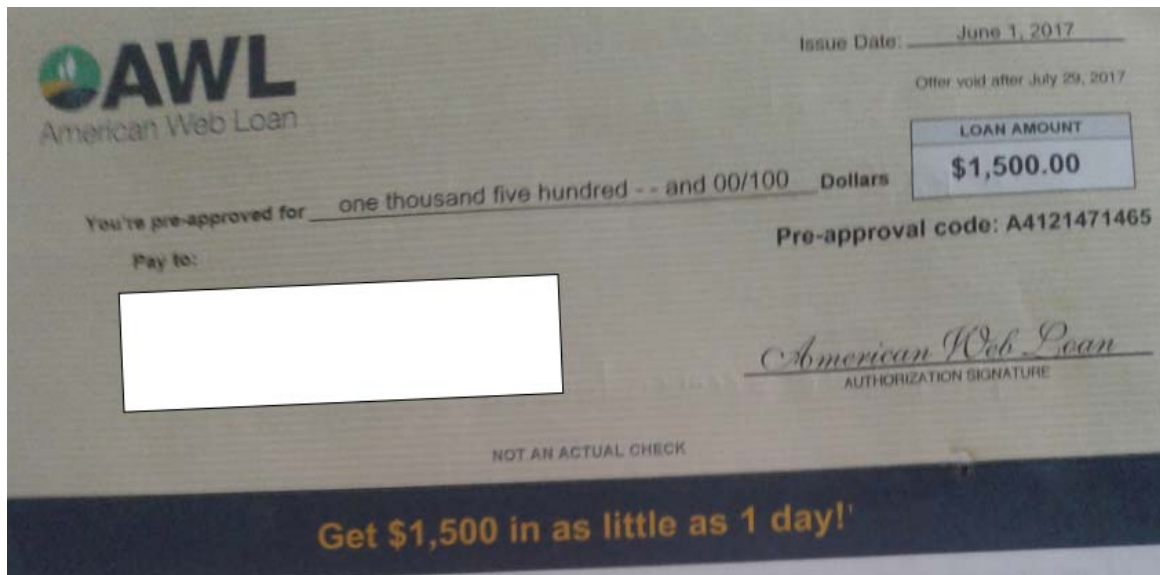 AWL
American Web Loan
Issue Date: June 1, 2017
Offer void after July 29, 2017
LOAN AMOUNT
$1,500.00
You're pre-approved for one thousand five hundred - - and 00/100 Dollars
Pre-approval code: A4121471465
Pay to:
American Web Loan
AUTHORIZATION SIGNATURE
NOT AN ACTUAL CHECK
Get $1,500 in as little as 1 day!¹